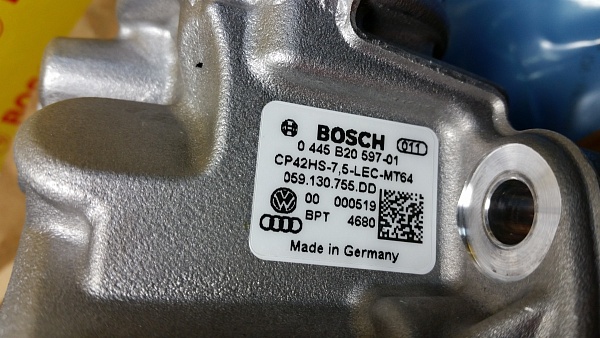 BOSCH 011
0 445 B20 597-01
CP42HS-7,5-LEC-MT64
059.130.755.DD
00 000519
BPT 4680
Made in Germany